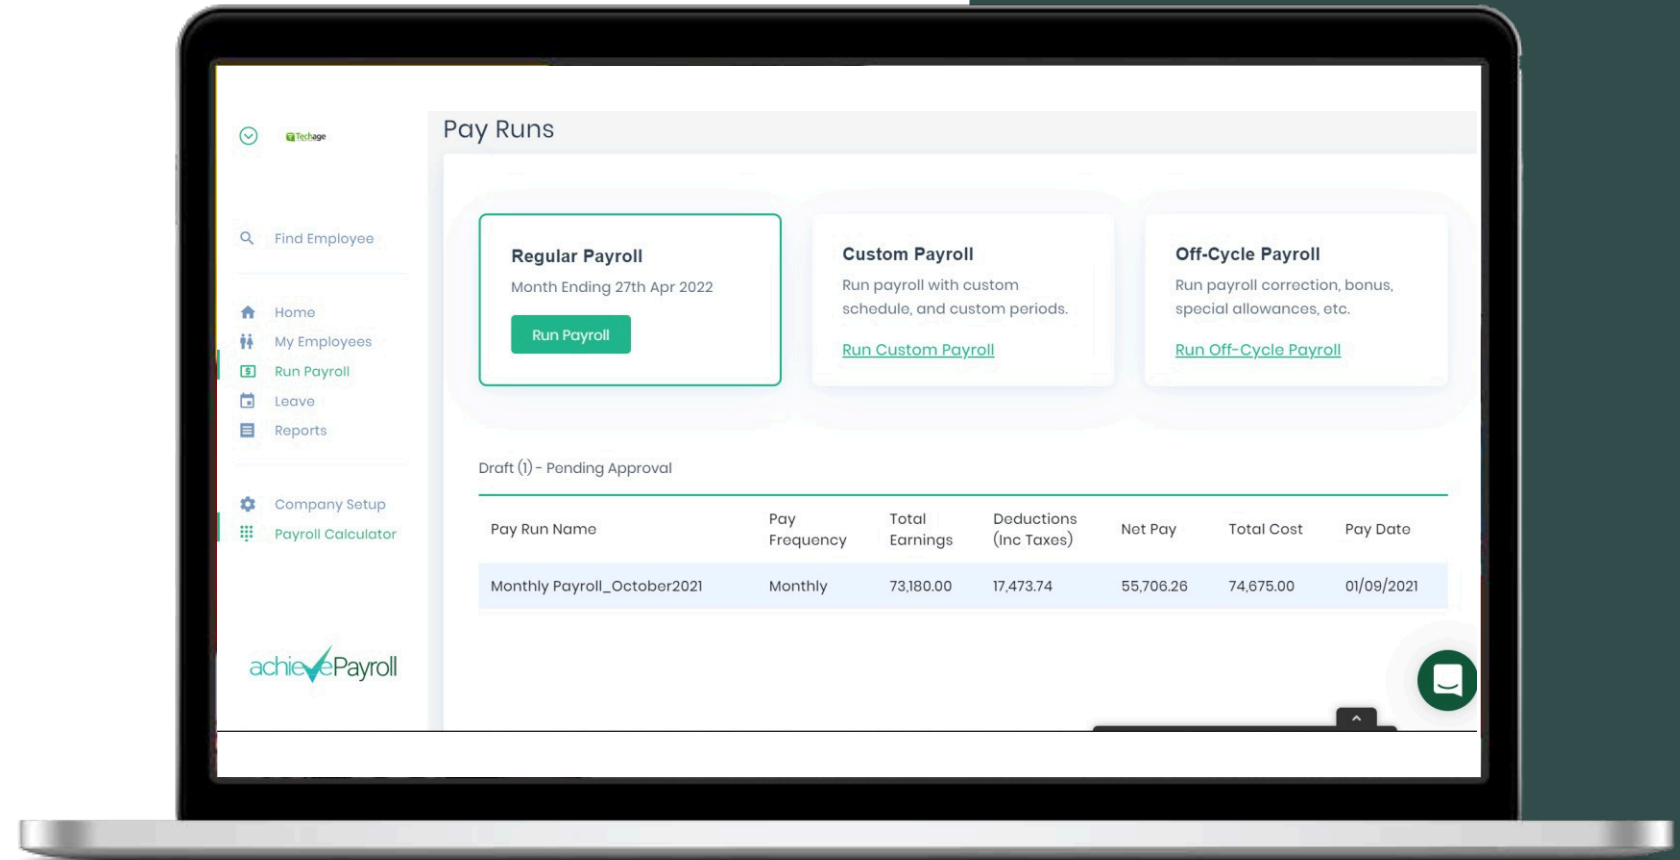 Techage
Pay Runs
Find Employee
Home
My Employees
Run Payroll
Leave
Reports
Company Setup
Payroll Calculator
achievePayroll
Regular Payroll
Month Ending 27th Apr 2022
Run Payroll
Custom Payroll
Run payroll with custom
schedule, and custom periods.
Run Custom Payroll
Off-Cycle Payroll
Run payroll correction, bonus,
special allowances, etc.
Run Off-Cycle Payroll
Draft (1) - Pending Approval
Pay Run Name
Pay
Frequency
Total
Earnings
Deductions
(Inc Taxes)
Net Pay
Total Cost
Pay Date
Monthly Payroll_October2021 Monthly 73,180.00 17,473.74 55,706.26 74,675.00 01/09/2021